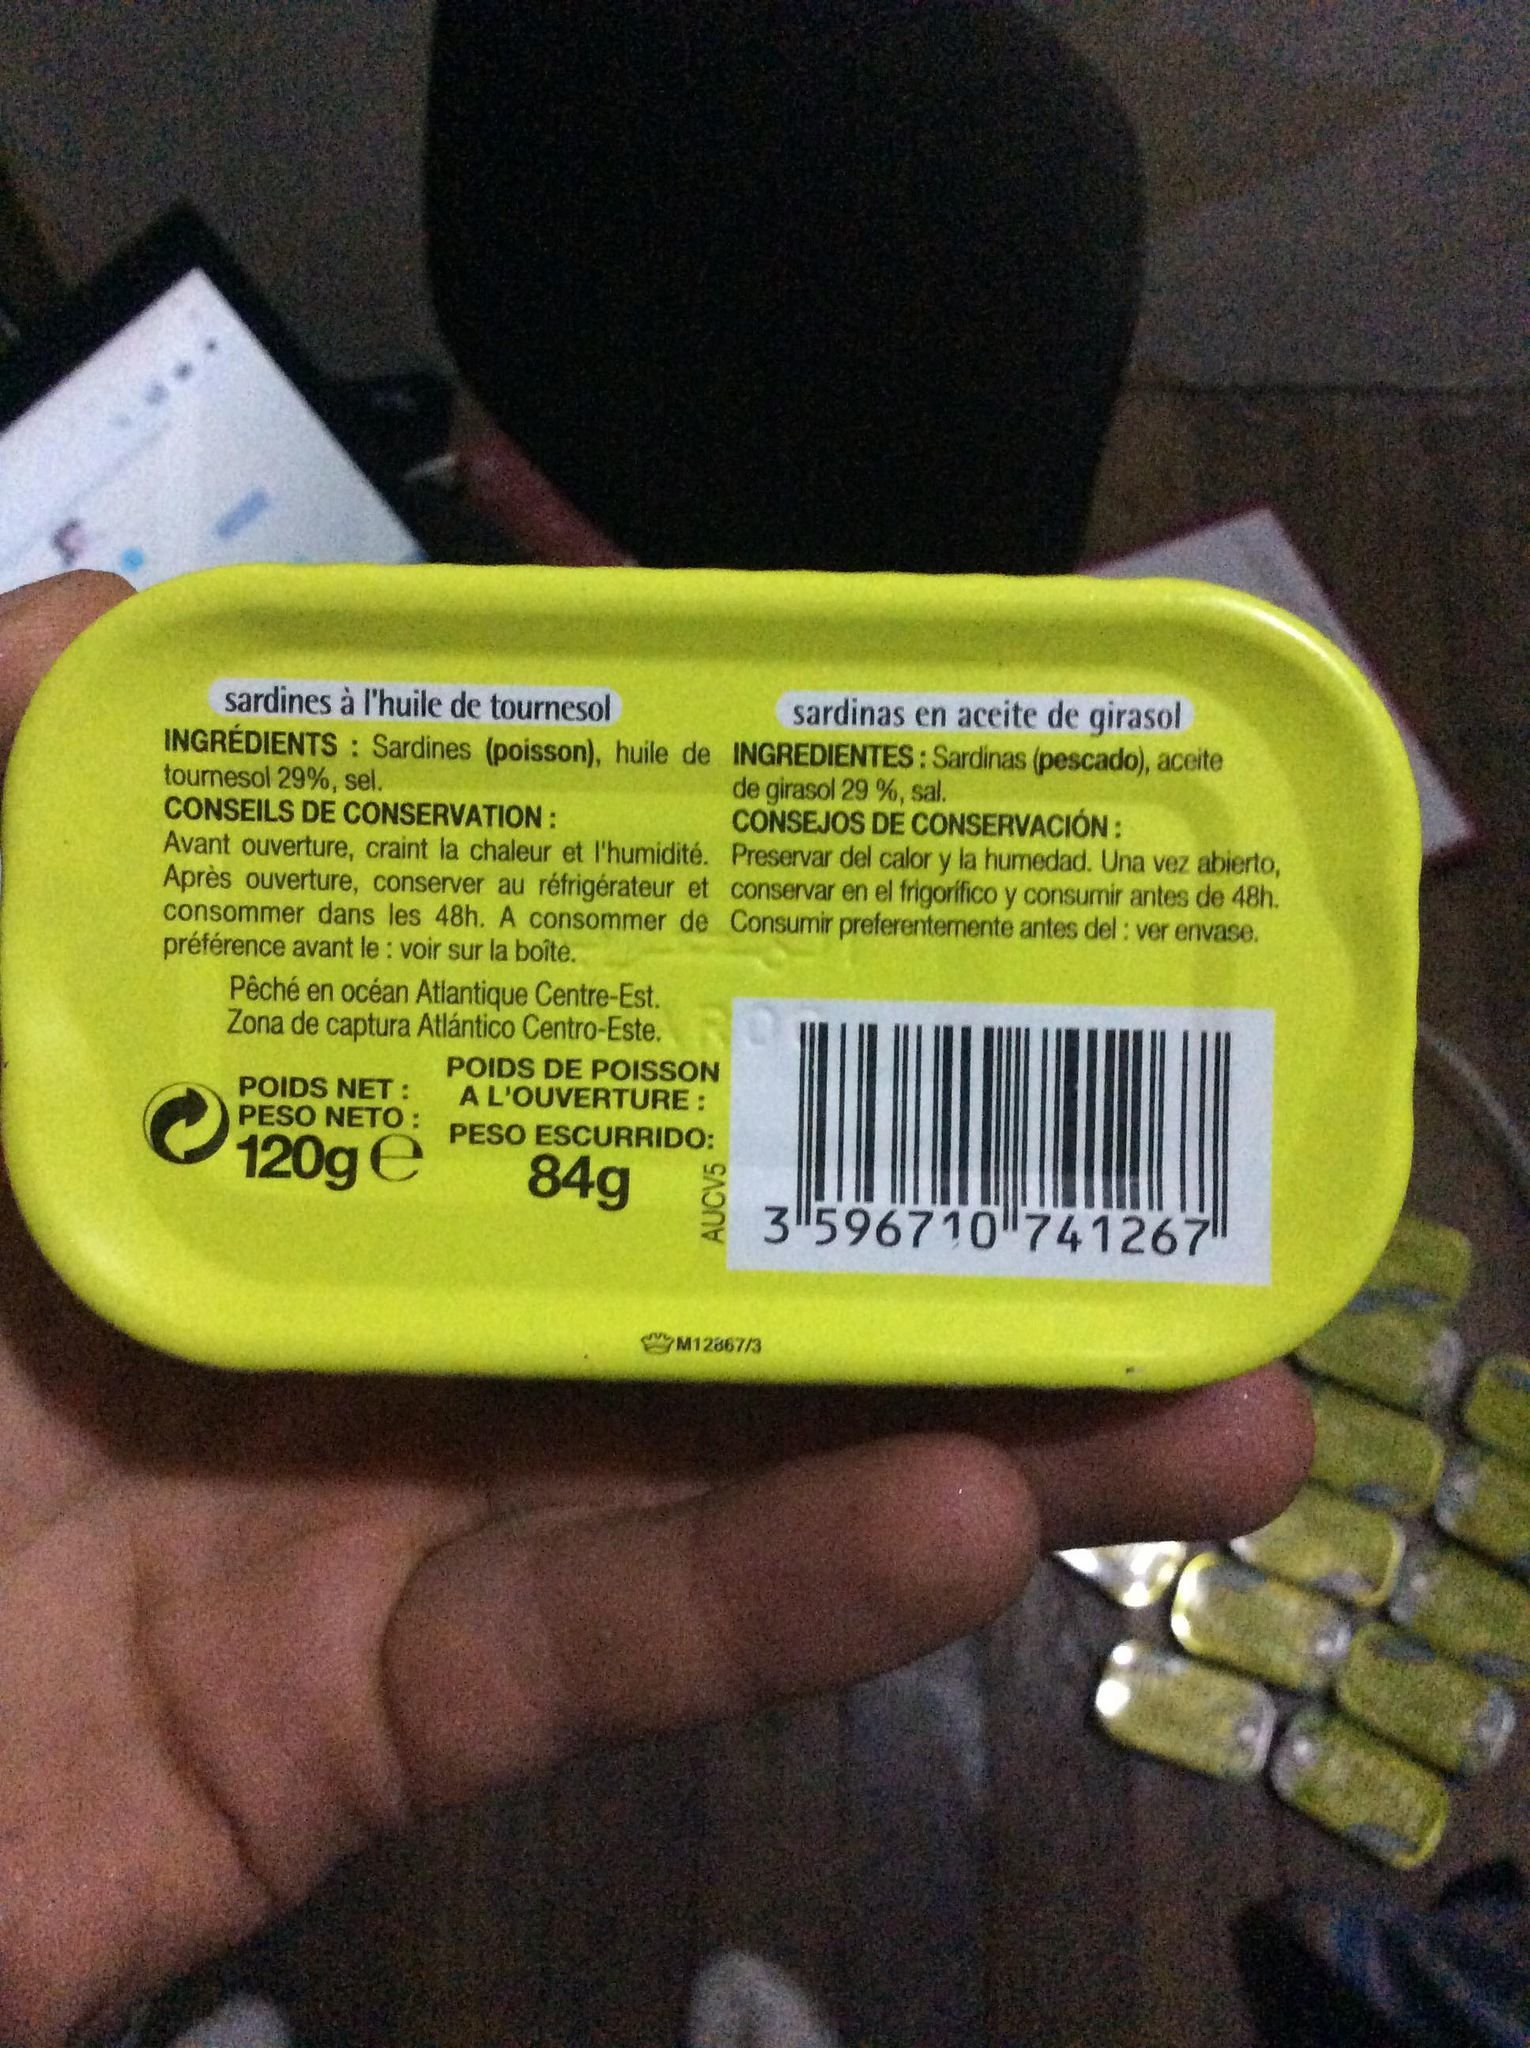 sardines à l'huile de tournesol
INGRÉDIENTS : Sardines (poisson), huile de
tournesol 29%, sel.
CONSEILS DE CONSERVATION :
Avant ouverture, craint la chaleur et l'humidité.
Après ouverture, conserver au réfrigérateur et
consommer dans les 48h. A consommer de
préférence avant le : voir sur la boîte.
sardinas en aceite de girasol
INGREDIENTES : Sardinas (pescado), aceite
de girasol 29 %, sal.
CONSEJOS DE CONSERVACIÓN :
Preservar del calor y la humedad. Una vez abierto,
conservar en el frigorífico y consumir antes de 48h.
Consumir preferentemente antes del : ver envase.
Pêché en océan Atlantique Centre-Est.
Zona de captura Atlántico Centro-Este.
POIDS NET :
PESO NETO :
120g ℮
POIDS DE POISSON
A L'OUVERTURE :
PESO ESCURRIDO:
84g
AUCV5
3 596710 741267
M12867/3